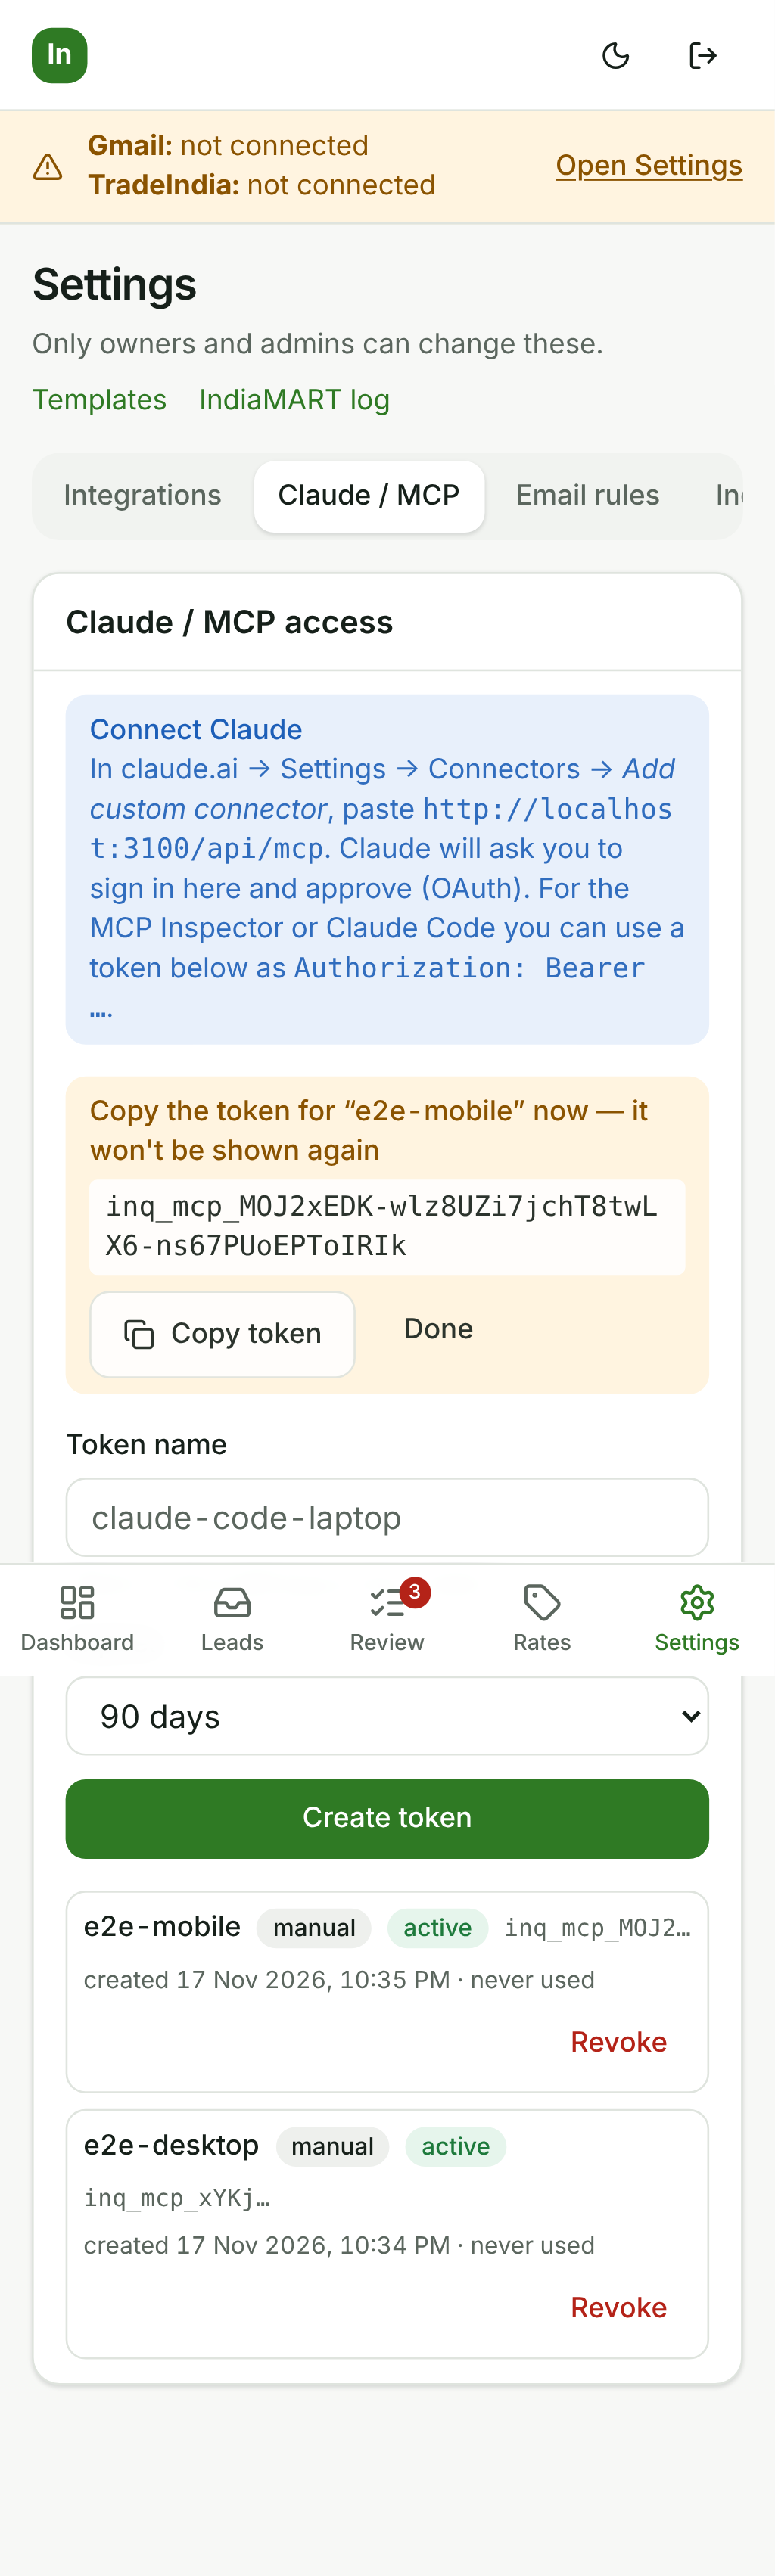 In
Gmail: not connected
TradeIndia: not connected
Open Settings
Settings
Only owners and admins can change these.
Templates IndiaMART log
Integrations Claude / MCP Email rules
Claude / MCP access
Connect Claude
In claude.ai → Settings → Connectors → Add
custom connector, paste http://localhos
t:3100/api/mcp. Claude will ask you to
sign in here and approve (OAuth). For the
MCP Inspector or Claude Code you can use a
token below as Authorization: Bearer
….
Copy the token for “e2e-mobile” now — it
won't be shown again
inq_mcp_MOJ2xEDK-wlz8UZi7jchT8twL
X6-ns67PUoEPToIRIk
Copy token Done
Token name
claude-code-laptop
3
Dashboard Leads Review Rates Settings
90 days
Create token
e2e-mobile manual active inq_mcp_MOJ2…
created 17 Nov 2026, 10:35 PM · never used
Revoke
e2e-desktop manual active
inq_mcp_xYKj…
created 17 Nov 2026, 10:34 PM · never used
Revoke